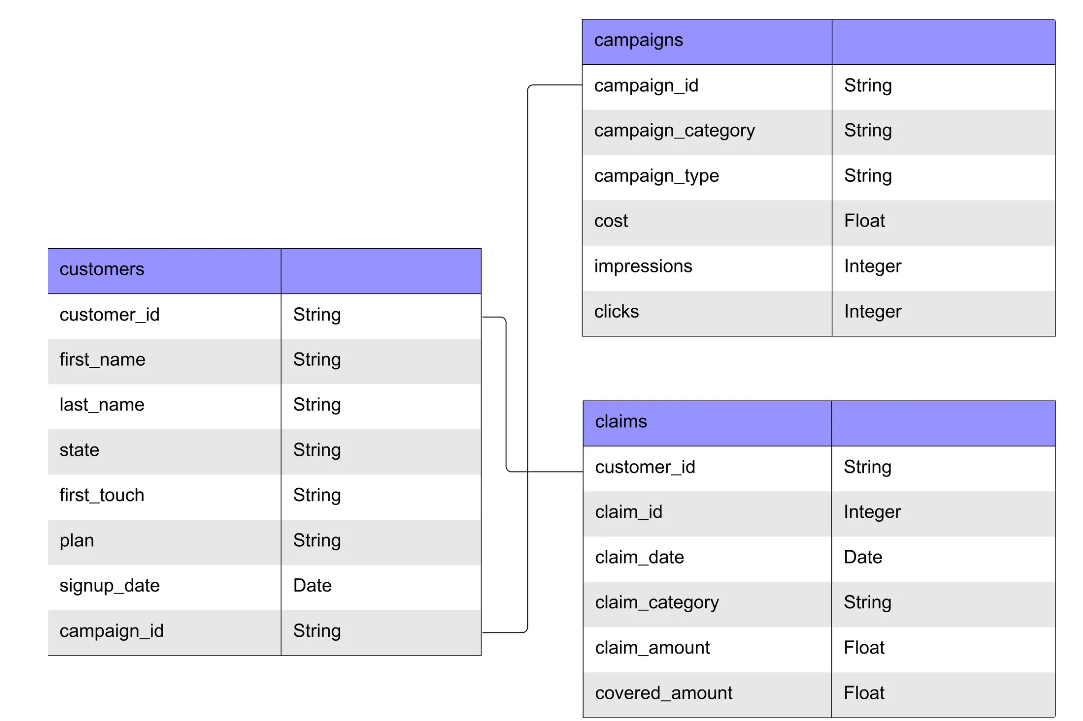 campaigns
campaign_id String
campaign_category String
campaign_type String
cost Float
impressions Integer
clicks Integer
customers
customer_id String
first_name String
last_name String
state String
first_touch String
plan String
signup_date Date
campaign_id String
claims
customer_id String
claim_id Integer
claim_date Date
claim_category String
claim_amount Float
covered_amount Float